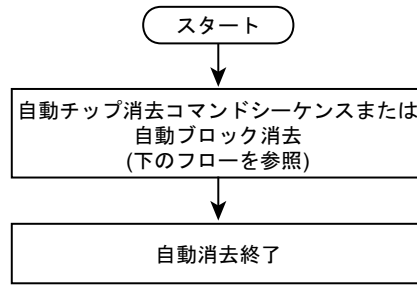 スタート
自動チップ消去コマンドシーケンスまたは
自動ブロック消去
(下のフローを参照)
自動消去終了